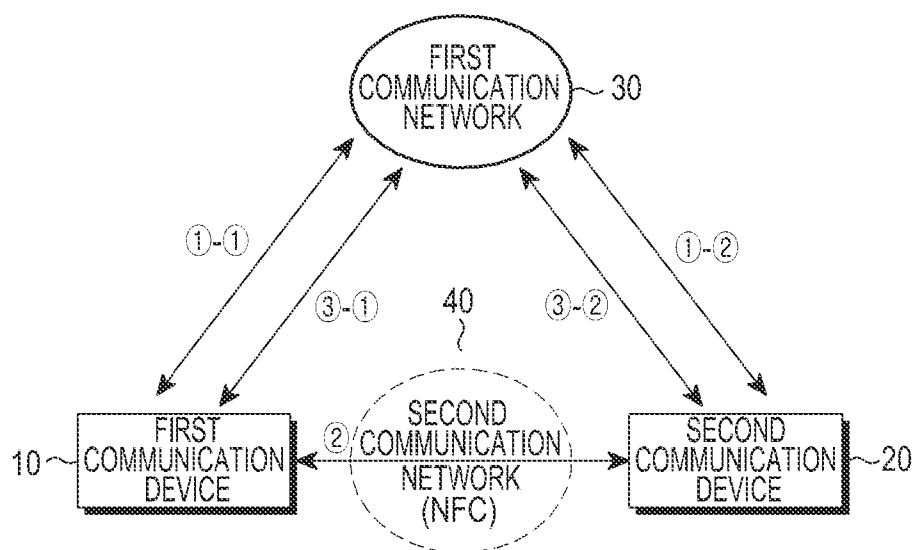 FIRST
COMMUNICATION
NETWORK
30
①-①
①-②
③-①
③-②
40
10
FIRST
COMMUNICATION
DEVICE
②
SECOND
COMMUNICATION
NETWORK
(NFC)
SECOND
COMMUNICATION
DEVICE
20